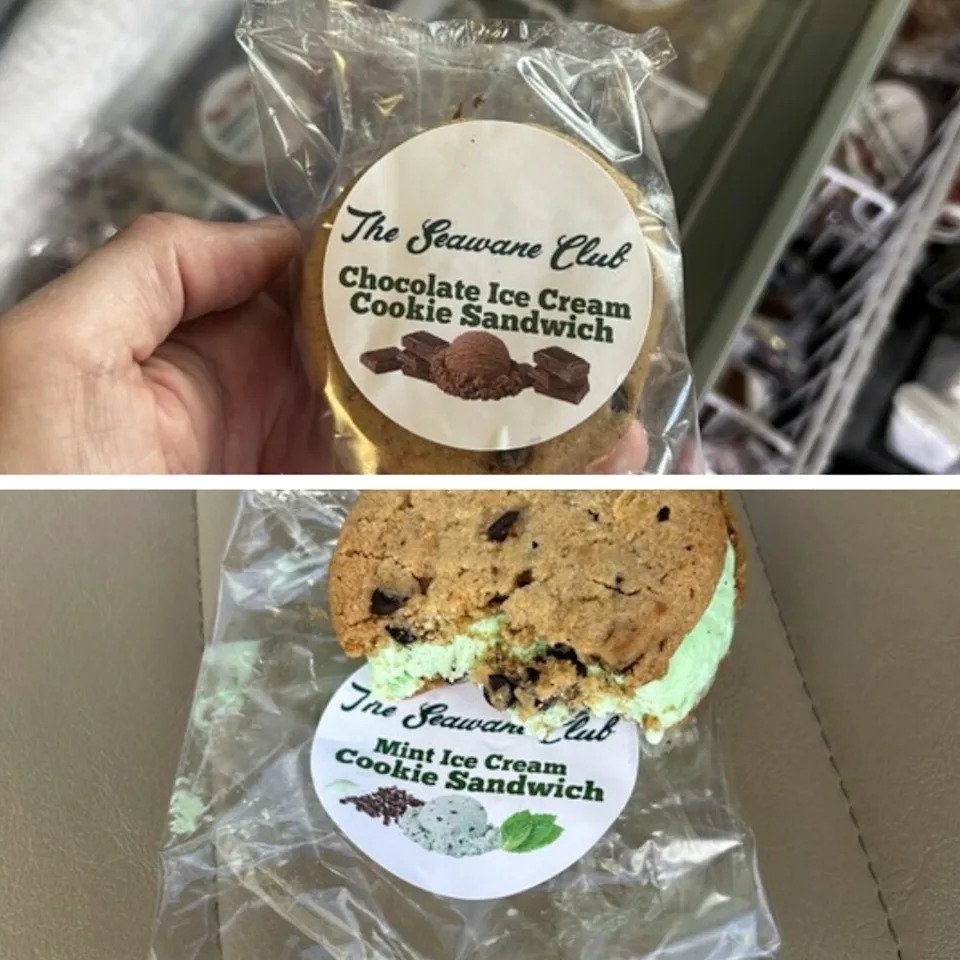 The Seawane Club
Chocolate Ice Cream
Cookie Sandwich
The Seawane Club
Mint Ice Cream
Cookie Sandwich